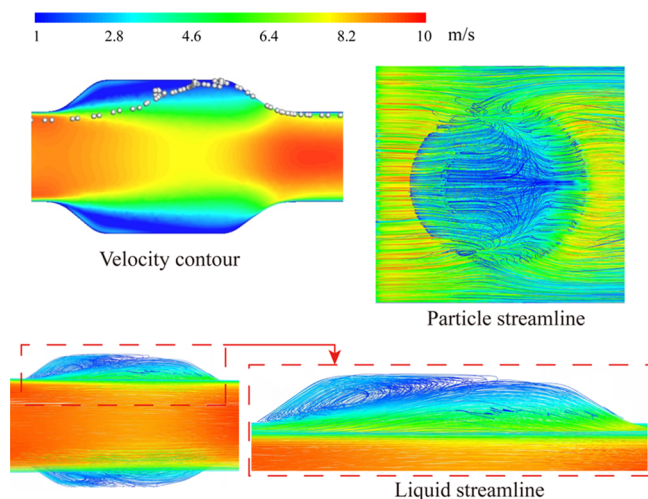 1 2.8 4.6 6.4 8.2 10 m/s
Velocity contour
Particle streamline
Liquid streamline